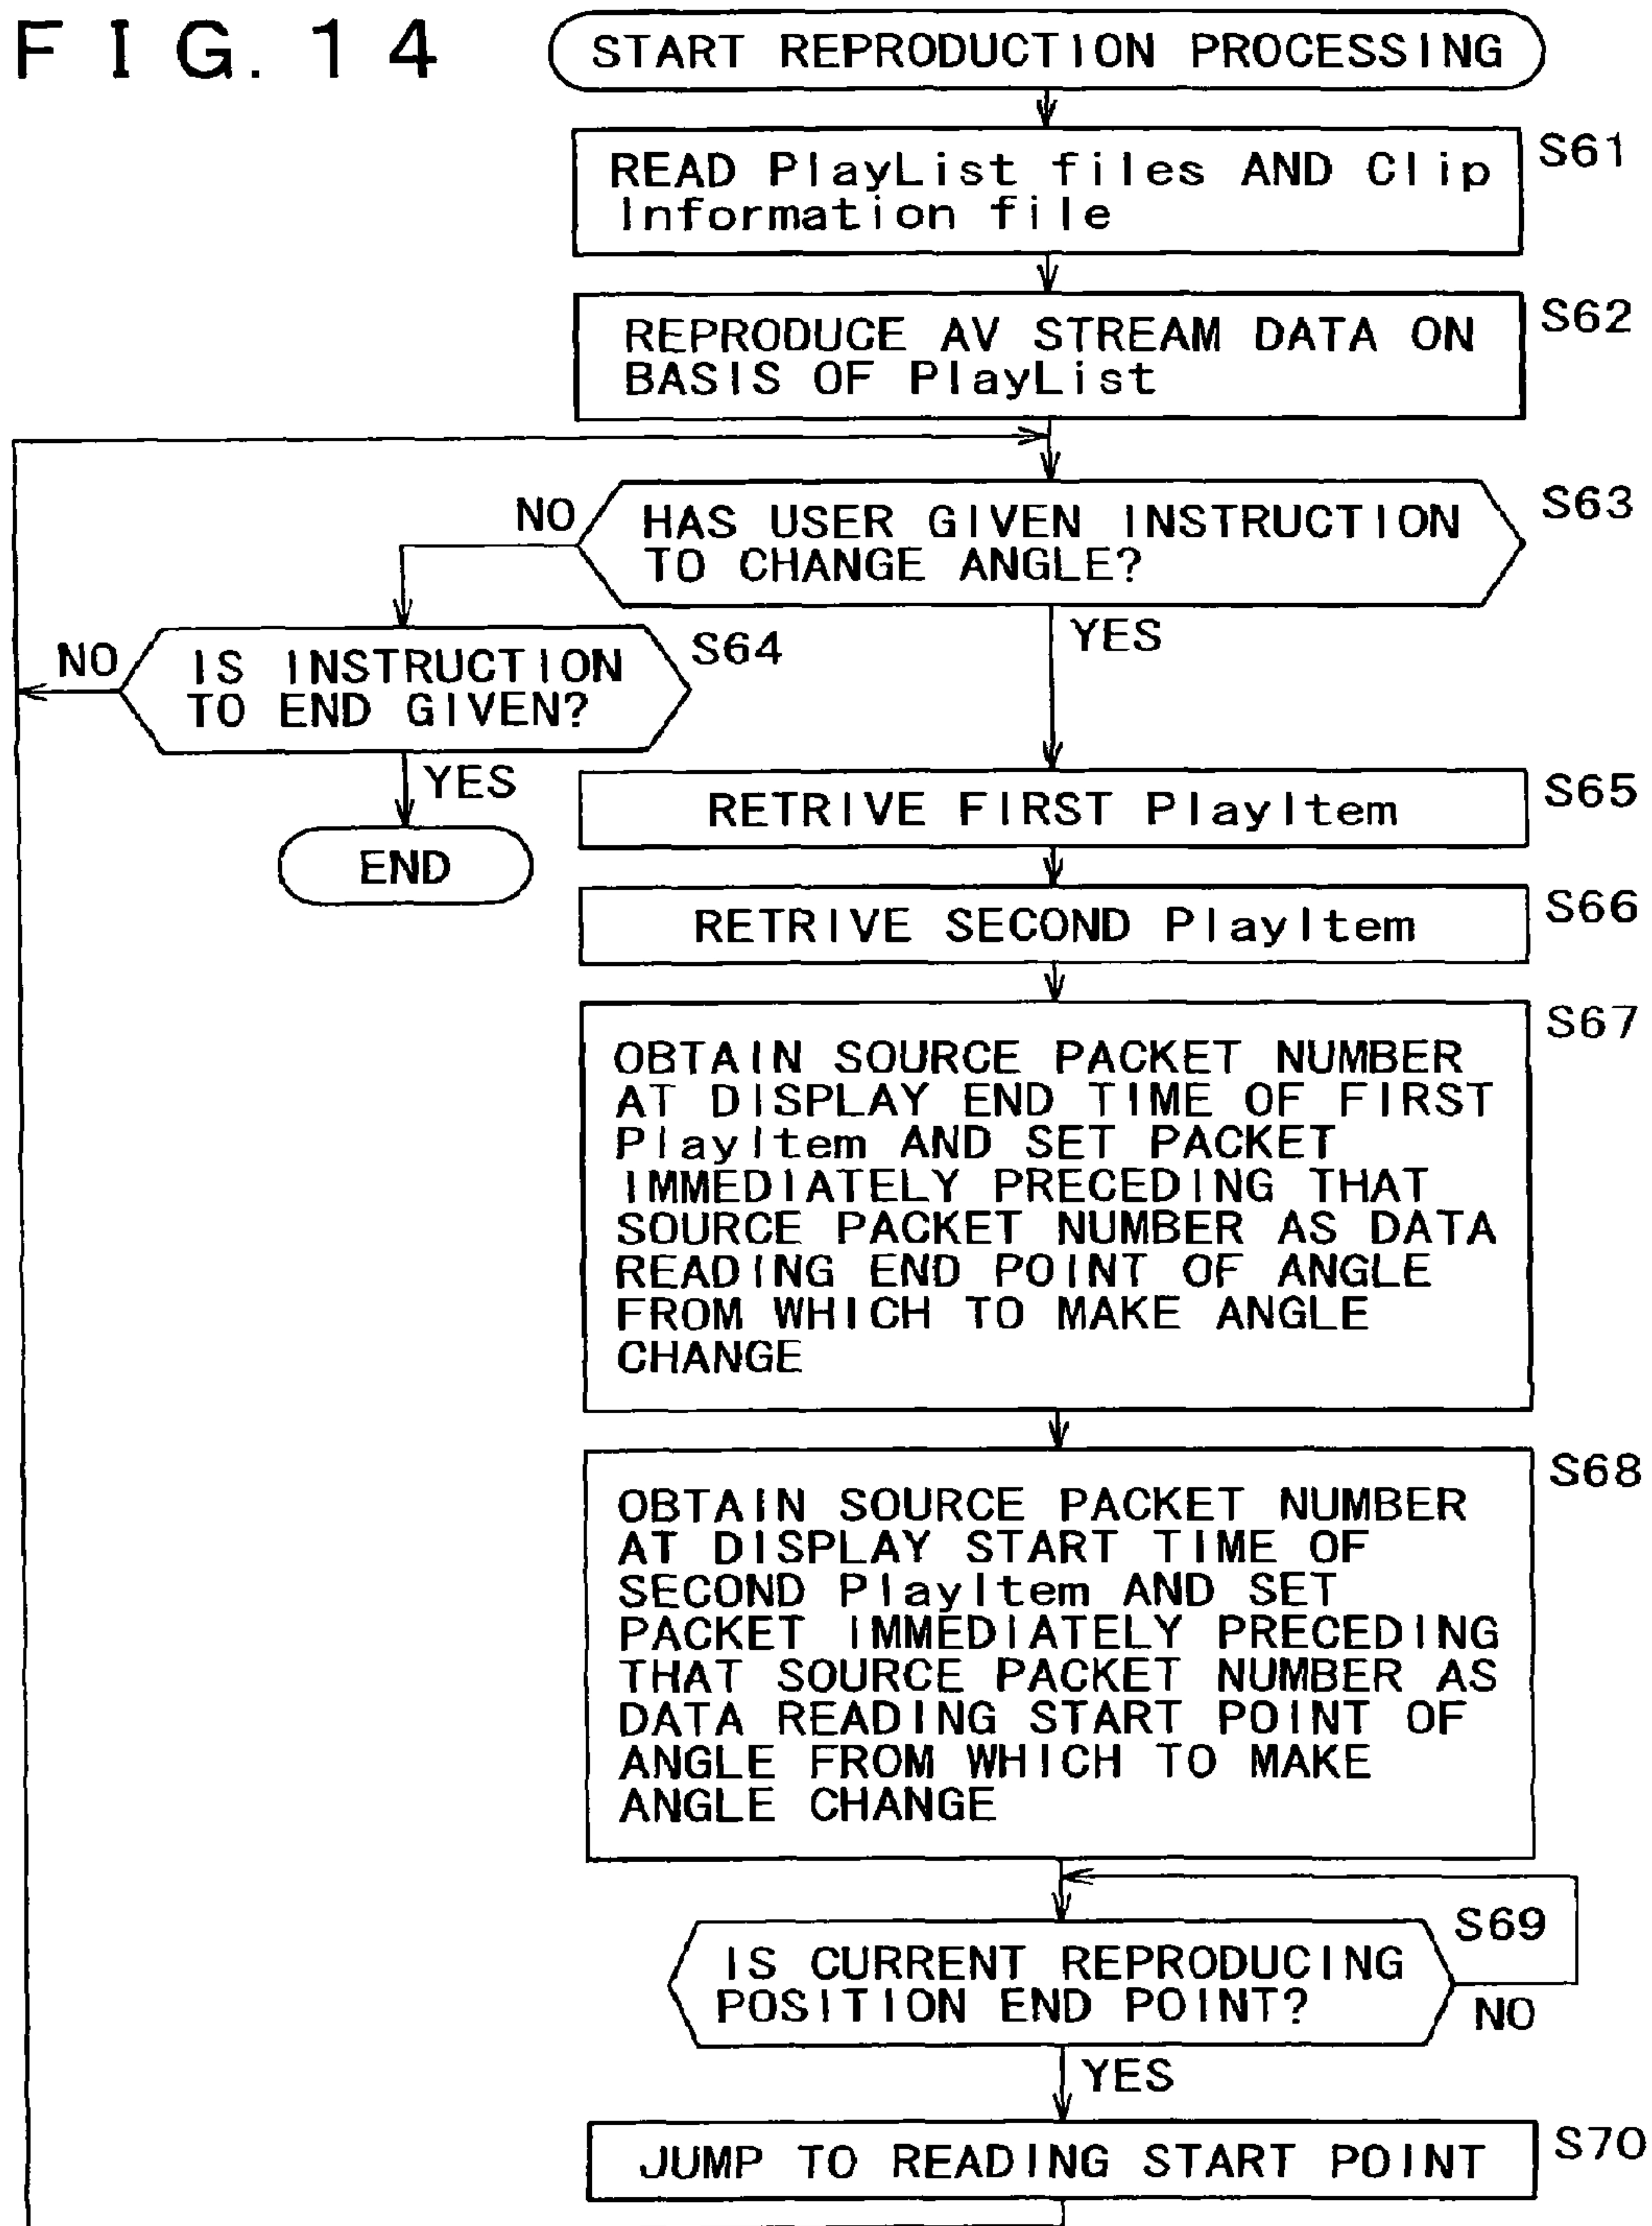 FIG. 14
START REPRODUCTION PROCESSING
READ PlayList files AND Clip
Information file
S61
REPRODUCE AV STREAM DATA ON
BASIS OF PlayList
S62
HAS USER GIVEN INSTRUCTION
TO CHANGE ANGLE?
S63
NO
YES
IS INSTRUCTION
TO END GIVEN?
S64
NO
YES
END
RETRIVE FIRST PlayItem
S65
RETRIVE SECOND PlayItem
S66
OBTAIN SOURCE PACKET NUMBER
AT DISPLAY END TIME OF FIRST
PlayItem AND SET PACKET
IMMEDIATELY PRECEDING THAT
SOURCE PACKET NUMBER AS DATA
READING END POINT OF ANGLE
FROM WHICH TO MAKE ANGLE
CHANGE
S67
OBTAIN SOURCE PACKET NUMBER
AT DISPLAY START TIME OF
SECOND PlayItem AND SET
PACKET IMMEDIATELY PRECEDING
THAT SOURCE PACKET NUMBER AS
DATA READING START POINT OF
ANGLE FROM WHICH TO MAKE
ANGLE CHANGE
S68
IS CURRENT REPRODUCING
POSITION END POINT?
S69
NO
YES
JUMP TO READING START POINT
S70